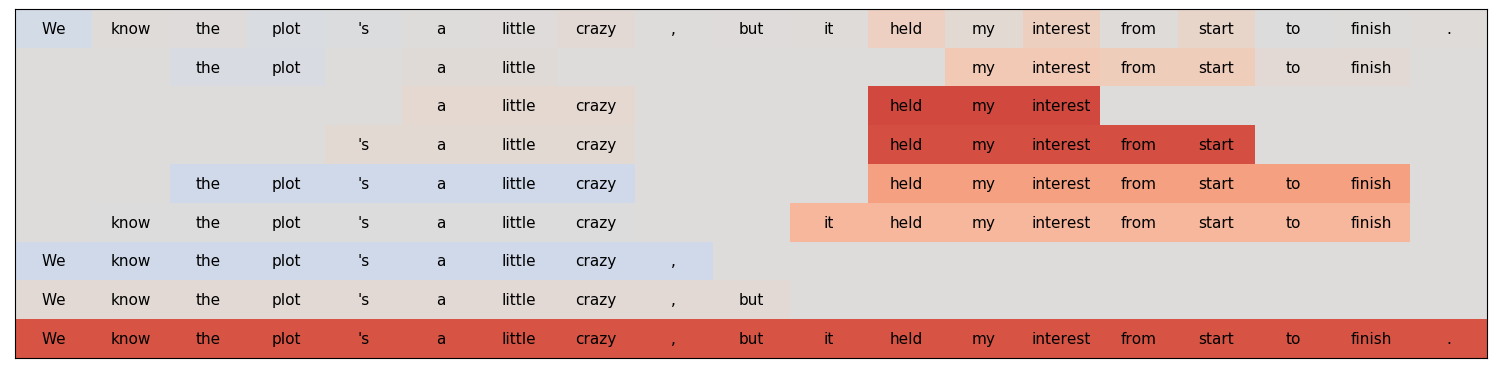 We know the plot 's a little crazy , but it held my interest from start to finish .
the plot a little my interest from start to finish
a little crazy held my interest
's a little crazy held my interest from start
the plot 's a little crazy held my interest from start to finish
know the plot 's a little crazy it held my interest from start to finish
We know the plot 's a little crazy ,
We know the plot 's a little crazy , but
We know the plot 's a little crazy , but it held my interest from start to finish .